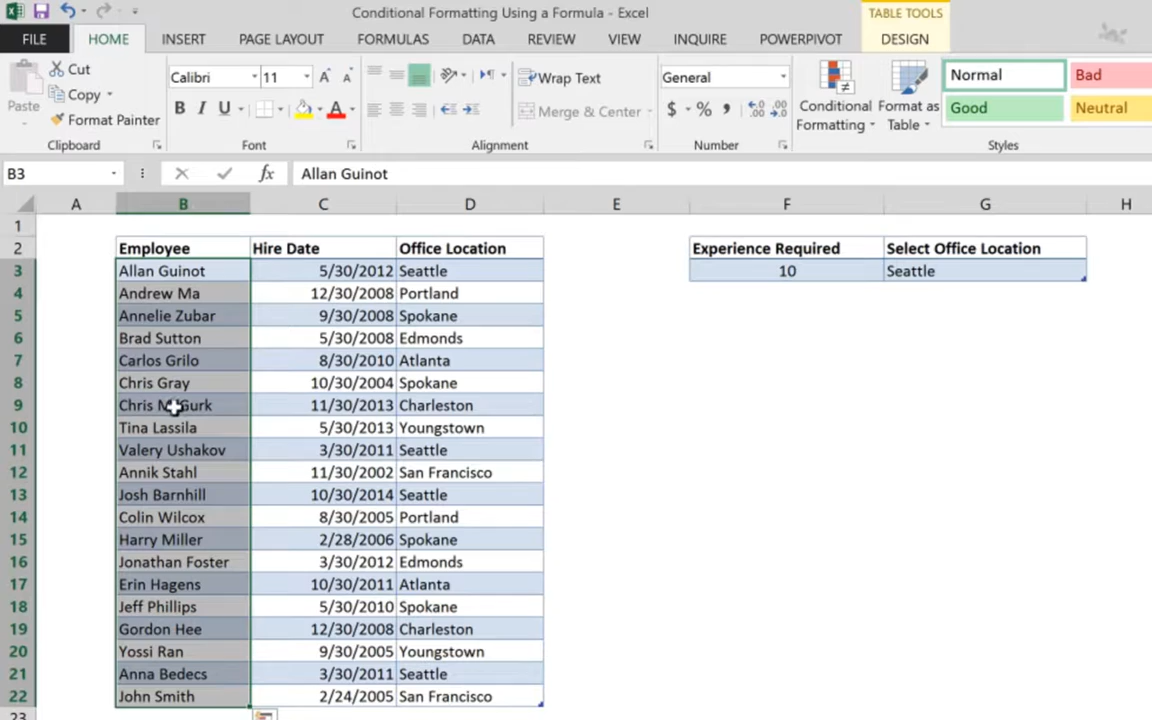 Conditional Formatting Using a Formula - Excel
TABLE TOOLS
FILE HOME INSERT PAGE LAYOUT FORMULAS DATA REVIEW VIEW INQUIRE POWERPIVOT DESIGN
Paste Cut Copy Format Painter
Clipboard
Calibri 11
B I U
Font
Wrap Text
Merge & Center
Alignment
General
$ % ,
Number
Conditional Formatting
Format as Table
Normal Bad
Good Neutral
Styles
B3 fx Allan Guinot
A B C D E F G H
1
2 Employee Hire Date Office Location Experience Required Select Office Location
3 Allan Guinot 5/30/2012 Seattle 10 Seattle
4 Andrew Ma 12/30/2008 Portland
5 Annelie Zubar 9/30/2008 Spokane
6 Brad Sutton 5/30/2008 Edmonds
7 Carlos Grilo 8/30/2010 Atlanta
8 Chris Gray 10/30/2004 Spokane
9 Chris McGurk 11/30/2013 Charleston
10 Tina Lassila 5/30/2013 Youngstown
11 Valery Ushakov 3/30/2011 Seattle
12 Annik Stahl 11/30/2002 San Francisco
13 Josh Barnhill 10/30/2014 Seattle
14 Colin Wilcox 8/30/2005 Portland
15 Harry Miller 2/28/2006 Spokane
16 Jonathan Foster 3/30/2012 Edmonds
17 Erin Hagens 10/30/2011 Atlanta
18 Jeff Phillips 5/30/2010 Spokane
19 Gordon Hee 12/30/2008 Charleston
20 Yossi Ran 9/30/2005 Youngstown
21 Anna Bedecs 3/30/2011 Seattle
22 John Smith 2/24/2005 San Francisco
23